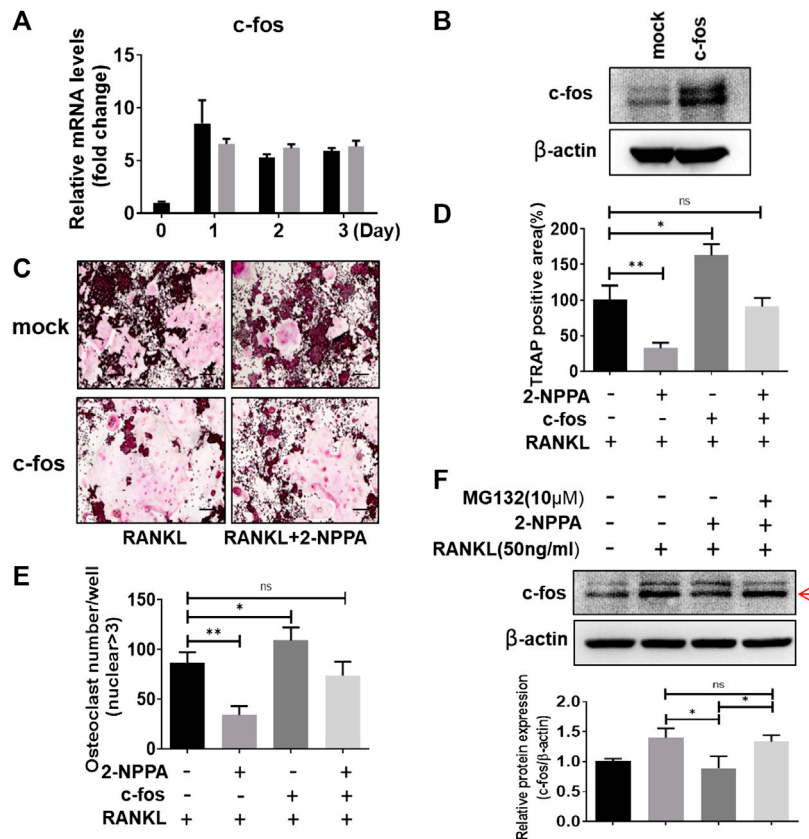 A
c-fos
Relative mRNA levels
(fold change)
15
10
5
0
0 1 2 3 (Day)
B
mock
c-fos
c-fos
β-actin
C
mock
c-fos
RANKL
RANKL+2-NPPA
D
TRAP positive area(%)
200
150
100
50
0
ns
*
**
2-NPPA - + - +
c-fos - - + +
RANKL + + + +
E
Osteoclast number/well
(nuclear>3)
150
100
50
0
ns
*
**
2-NPPA - + - +
c-fos - - + +
RANKL + + + +
F
MG132(10μM) - - - +
2-NPPA - - + +
RANKL(50ng/ml) - + + +
c-fos
β-actin
Relative protein expression
(c-fos/β-actin)
2.0
1.5
1.0
0.5
0.0
ns
*
*